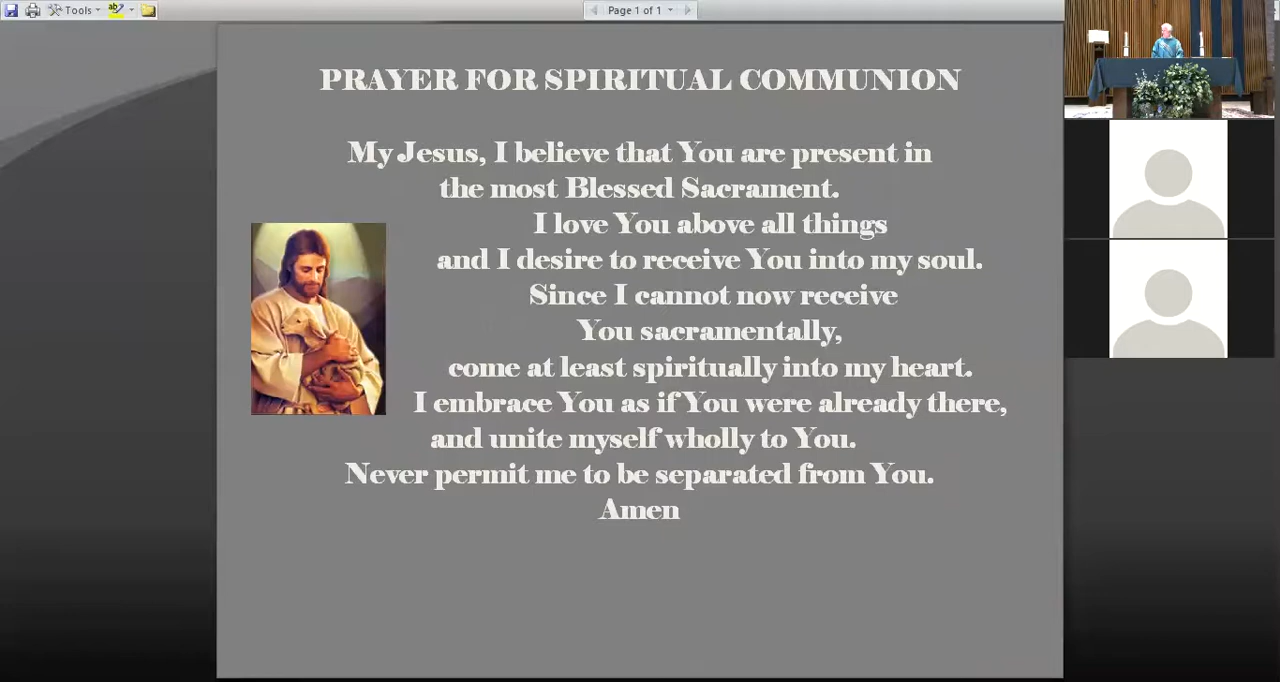 Tools
Page 1 of 1
PRAYER FOR SPIRITUAL COMMUNION
My Jesus, I believe that You are present in
the most Blessed Sacrament.
I love You above all things
and I desire to receive You into my soul.
Since I cannot now receive
You sacramentally,
come at least spiritually into my heart.
I embrace You as if You were already there,
and unite myself wholly to You.
Never permit me to be separated from You.
Amen